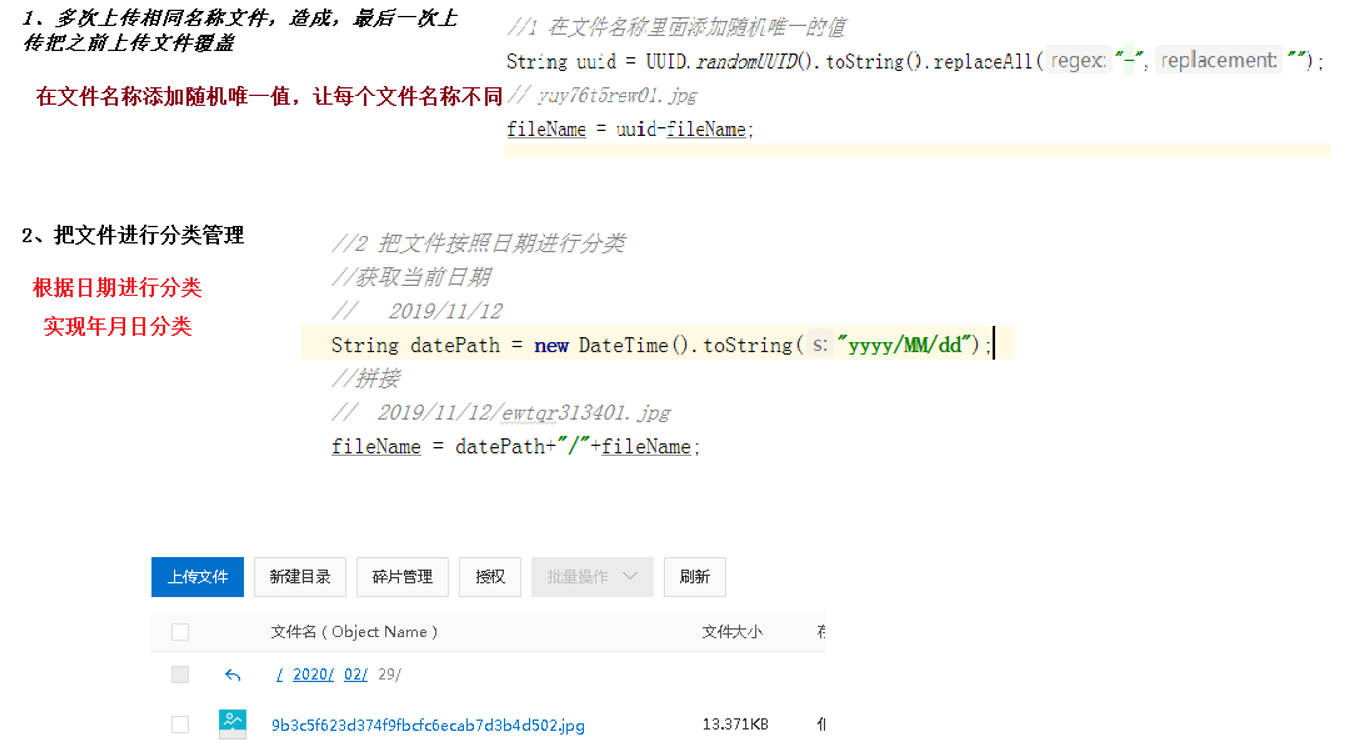 1、多次上传相同名称文件，造成，最后一次上
传把之前上传文件覆盖
在文件名称添加随机唯一值，让每个文件名称不同
//1 在文件名称里面添加随机唯一的值
String uuid = UUID.randomUUID().toString().replaceAll( regex: "-", replacement: "");
// yuy76t5rew01.jpg
fileName = uuid-fileName;
2、把文件进行分类管理
根据日期进行分类
实现年月日分类
//2 把文件按照日期进行分类
//获取当前日期
// 2019/11/12
String datePath = new DateTime().toString( s: "yyyy/MM/dd");
//拼接
// 2019/11/12/ewtqr313401.jpg
fileName = datePath+"/"+fileName;
上传文件 新建目录 碎片管理 授权 批量操作 刷新
文件名 ( Object Name ) 文件大小
/ 2020/ 02/ 29/
9b3c5f623d374f9fbcfc6ecab7d3b4d502.jpg 13.371KB